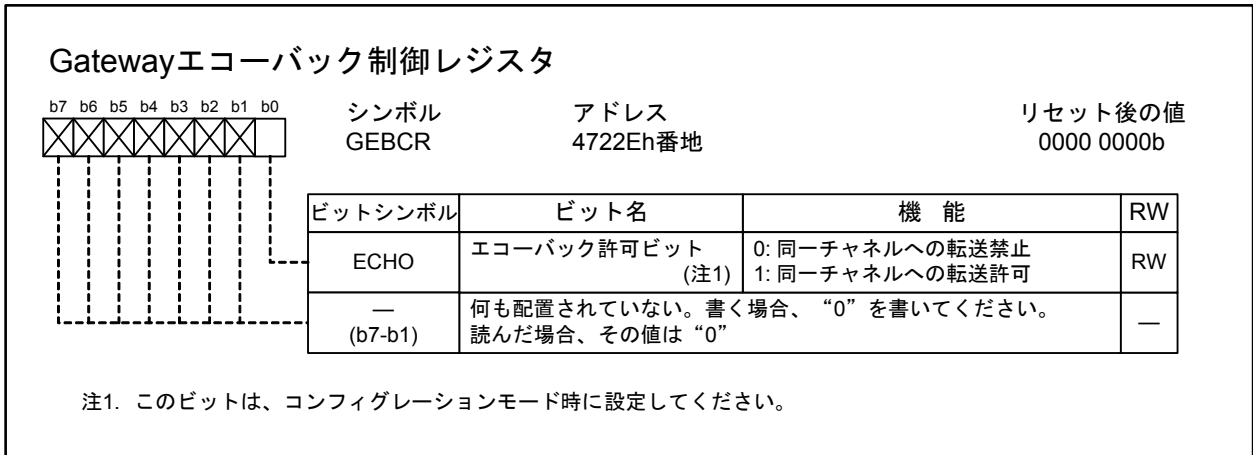 Gatewayエコーバック制御レジスタ
b7 b6 b5 b4 b3 b2 b1 b0
シンボル アドレス リセット後の値
GEBCR 4722Eh番地 0000 0000b
ビットシンボル ビット名 機 能 RW
ECHO エコーバック許可ビット (注1) 0: 同一チャネルへの転送禁止 RW
1: 同一チャネルへの転送許可
— (b7-b1) 何も配置されていない。書く場合、“0”を書いてください。 —
読んだ場合、その値は“0”
注1. このビットは、コンフィグレーションモード時に設定してください。